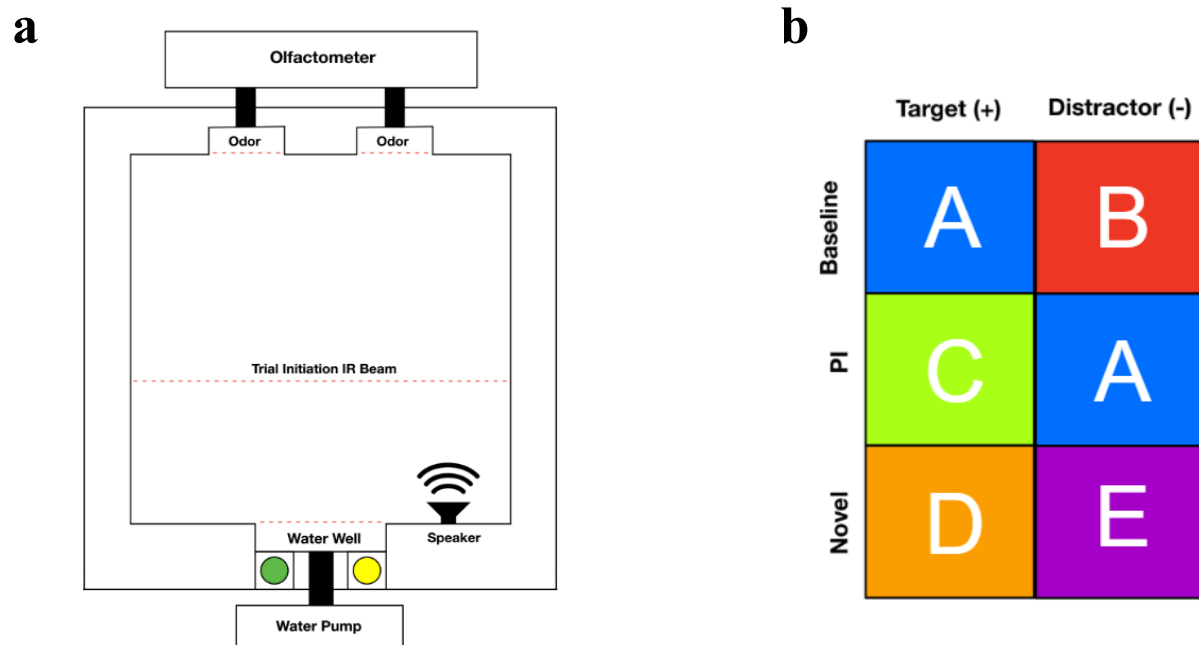 a
Olfactometer
Odor Odor
Trial Initiation IR Beam
Water Well
Speaker
Water Pump
b
Target (+) Distractor (-)
Baseline A B
PI C A
Novel D E